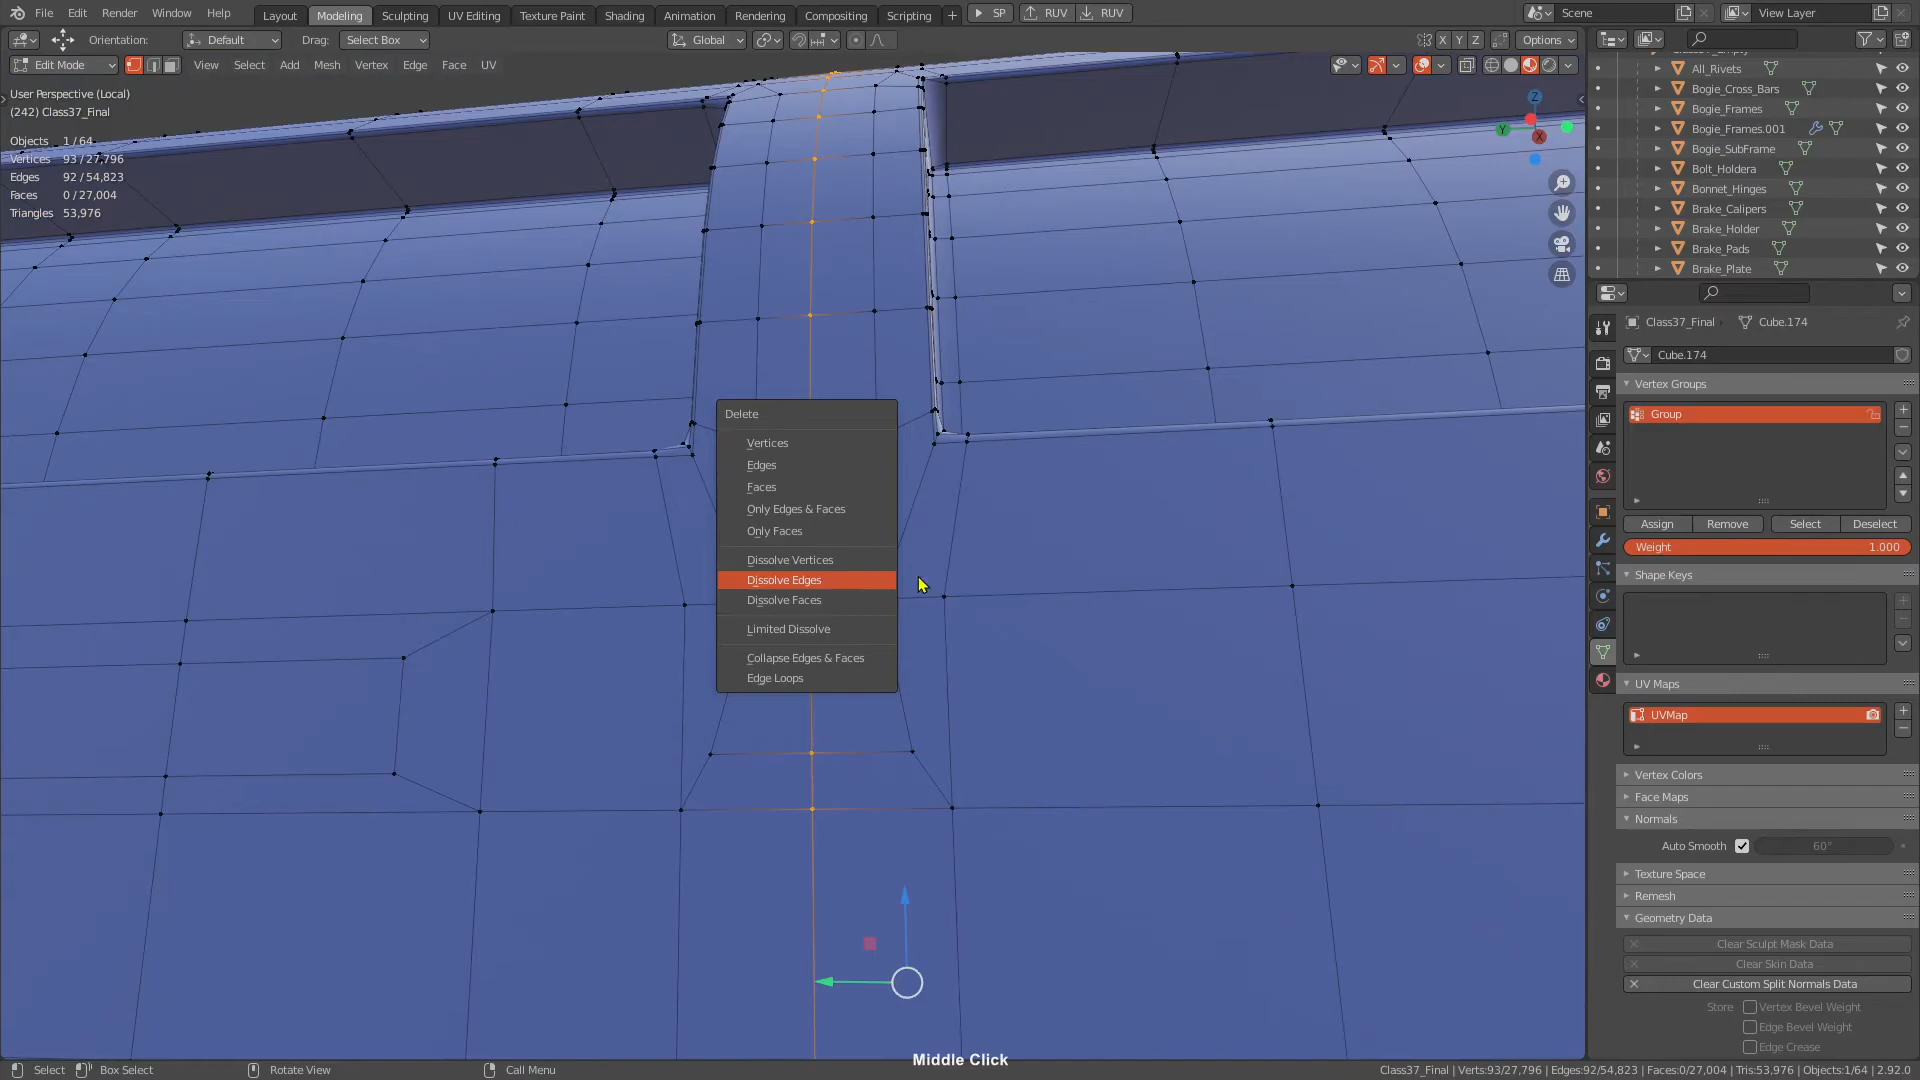 File Edit Render Window Help Layout Modeling Sculpting UV Editing Texture Paint Shading Animation Rendering Compositing Scripting + SP RUV RUV Scene View Layer
Orientation: Default Drag: Select Box Global X Y Z Options
Edit Mode View Select Add Mesh Vertex Edge Face UV
User Perspective (Local)
(242) Class37_Final
Objects 1/64
Vertices 93/27,796
Edges 92/54,823
Faces 0/27,004
Triangles 53,976
Z
Y
X
Delete
Vertices
Edges
Faces
Only Edges & Faces
Only Faces
Dissolve Vertices
Dissolve Edges
Dissolve Faces
Limited Dissolve
Collapse Edges & Faces
Edge Loops
All_Rivets
Bogie_Cross_Bars
Bogie_Frames
Bogie_Frames.001
Bogie_SubFrame
Bolt_Holdera
Bonnet_Hinges
Brake_Calipers
Brake_Holder
Brake_Pads
Brake_Plate
Class37_Final Cube.174
Cube.174
Vertex Groups
Group
Assign Remove Select Deselect
Weight 1.000
Shape Keys
UV Maps
UVMap
Vertex Colors
Face Maps
Normals
Auto Smooth 60°
Texture Space
Remesh
Geometry Data
Clear Sculpt Mask Data
Clear Skin Data
Clear Custom Split Normals Data
Store Vertex Bevel Weight
Edge Bevel Weight
Edge Crease
Middle Click
Select Box Select Rotate View Call Menu Class37_Final | Verts:93/27,796 | Edges:92/54,823 | Faces:0/27,004 | Tris:53,976 | Objects:1/64 | 2.92.0